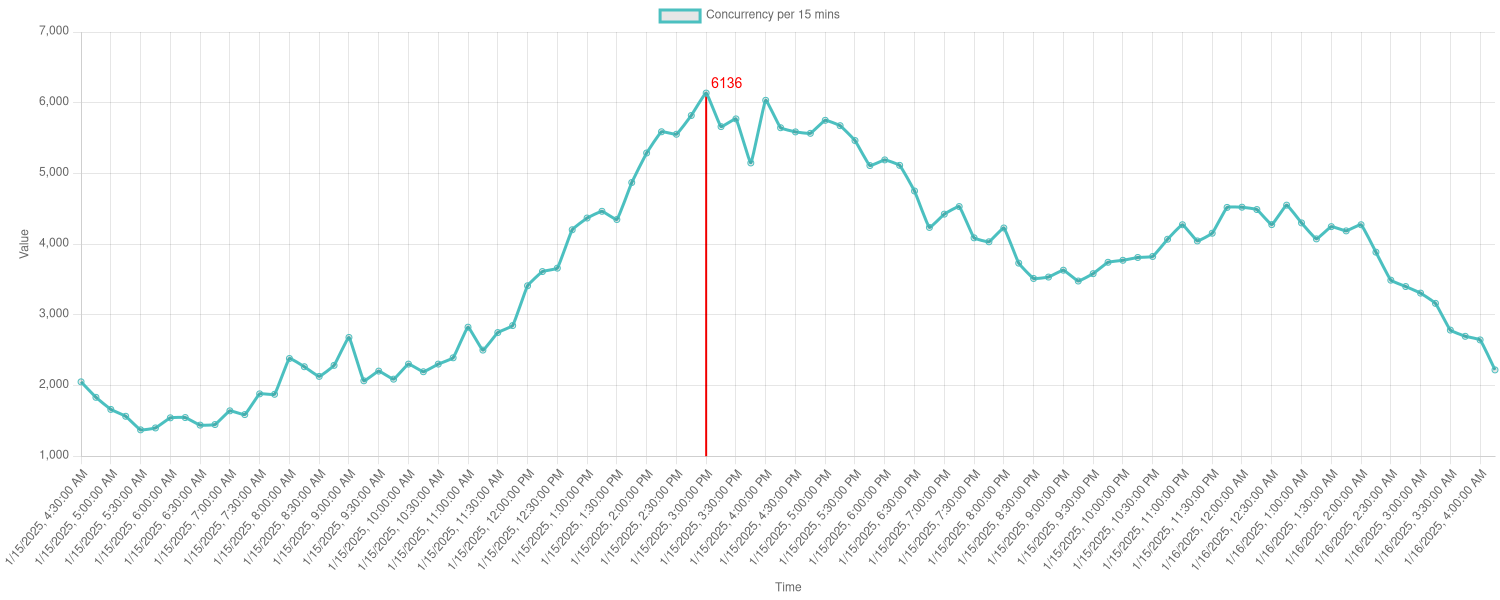 Concurrency per 15 mins
7,000
6,000
5,000
4,000
3,000
2,000
1,000
Value
6136
1/15/2025, 4:30:00 AM
1/15/2025, 5:00:00 AM
1/15/2025, 5:30:00 AM
1/15/2025, 6:00:00 AM
1/15/2025, 6:30:00 AM
1/15/2025, 7:00:00 AM
1/15/2025, 7:30:00 AM
1/15/2025, 8:00:00 AM
1/15/2025, 8:30:00 AM
1/15/2025, 9:00:00 AM
1/15/2025, 9:30:00 AM
1/15/2025, 10:00:00 AM
1/15/2025, 10:30:00 AM
1/15/2025, 11:00:00 AM
1/15/2025, 11:30:00 AM
1/15/2025, 12:00:00 PM
1/15/2025, 12:30:00 PM
1/15/2025, 1:00:00 PM
1/15/2025, 1:30:00 PM
1/15/2025, 2:00:00 PM
1/15/2025, 2:30:00 PM
1/15/2025, 3:00:00 PM
1/15/2025, 3:30:00 PM
1/15/2025, 4:00:00 PM
1/15/2025, 4:30:00 PM
1/15/2025, 5:00:00 PM
1/15/2025, 5:30:00 PM
1/15/2025, 6:00:00 PM
1/15/2025, 6:30:00 PM
1/15/2025, 7:00:00 PM
1/15/2025, 7:30:00 PM
1/15/2025, 8:00:00 PM
1/15/2025, 8:30:00 PM
1/15/2025, 9:00:00 PM
1/15/2025, 9:30:00 PM
1/15/2025, 10:00:00 PM
1/15/2025, 10:30:00 PM
1/15/2025, 11:00:00 PM
1/15/2025, 11:30:00 PM
1/16/2025, 12:00:00 AM
1/16/2025, 12:30:00 AM
1/16/2025, 1:00:00 AM
1/16/2025, 1:30:00 AM
1/16/2025, 2:00:00 AM
1/16/2025, 2:30:00 AM
1/16/2025, 3:00:00 AM
1/16/2025, 3:30:00 AM
1/16/2025, 4:00:00 AM
Time